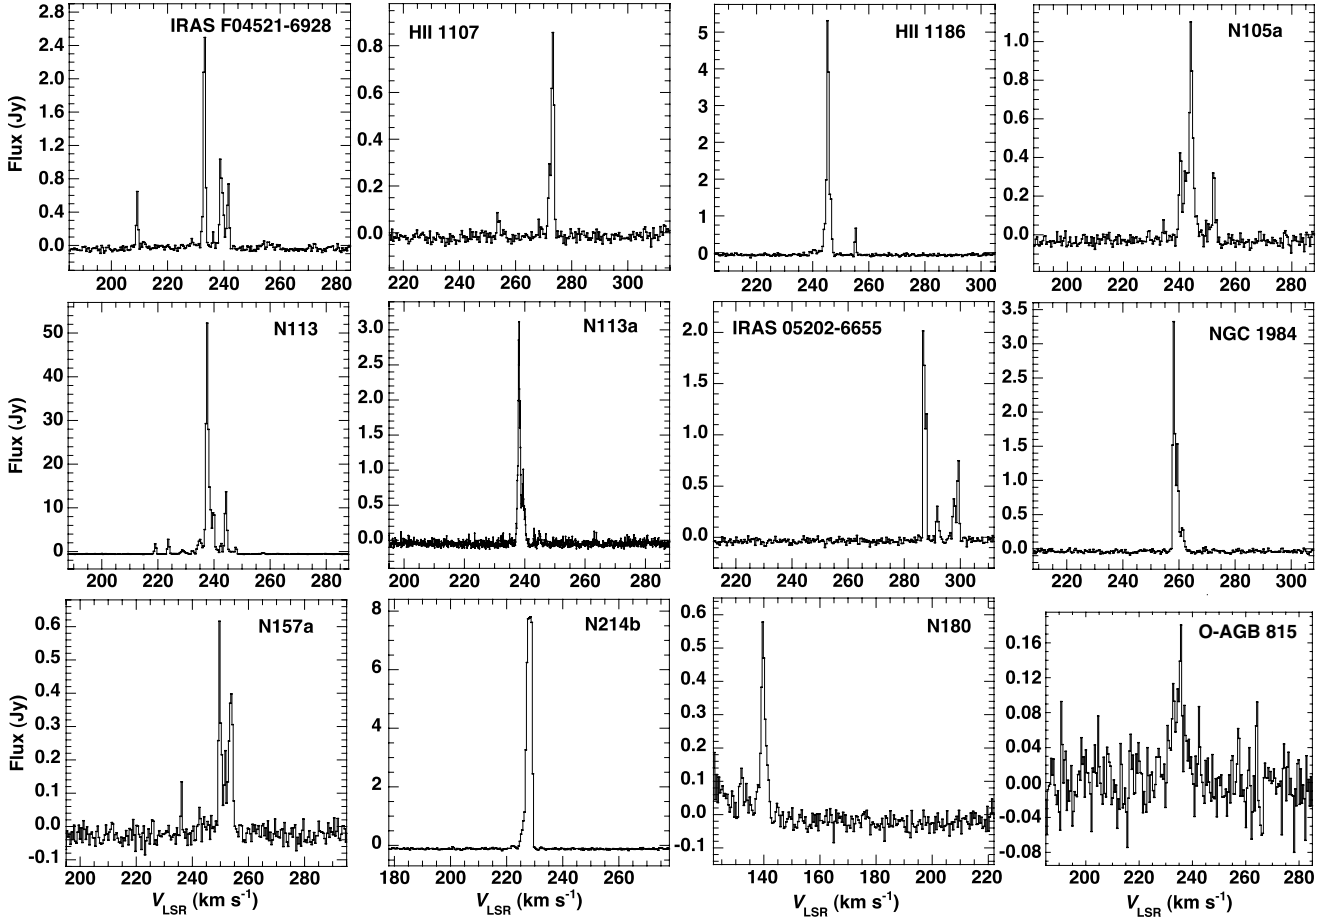 IRAS F04521-6928
HII 1107
HII 1186
N105a
Flux (Jy)
2.8 2.4 2.0 1.6 1.2 0.8 0.4 0.0
0.8 0.6 0.4 0.2 0.0
5 4 3 2 1 0
1.0 0.8 0.6 0.4 0.2 0.0
200 220 240 260 280
220 240 260 280 300
220 240 260 280 300
200 220 240 260 280
N113
N113a
IRAS 05202-6655
NGC 1984
Flux (Jy)
50 40 30 20 10 0
3.0 2.5 2.0 1.5 1.0 0.5 0.0
2.0 1.5 1.0 0.5 0.0
3.5 3.0 2.5 2.0 1.5 1.0 0.5 0.0
200 220 240 260 280
200 220 240 260 280
220 240 260 280 300
220 240 260 280 300
N157a
N214b
N180
O-AGB 815
Flux (Jy)
0.6 0.5 0.4 0.3 0.2 0.1 0.0 -0.1
8 6 4 2 0
0.6 0.5 0.4 0.3 0.2 0.1 0.0 -0.1
0.16 0.12 0.08 0.04 0.00 -0.04 -0.08
200 220 240 260 280
180 200 220 240 260
140 160 180 200 220
200 220 240 260 280
VLSR (km s-1)
VLSR (km s-1)
VLSR (km s-1)
VLSR (km s-1)